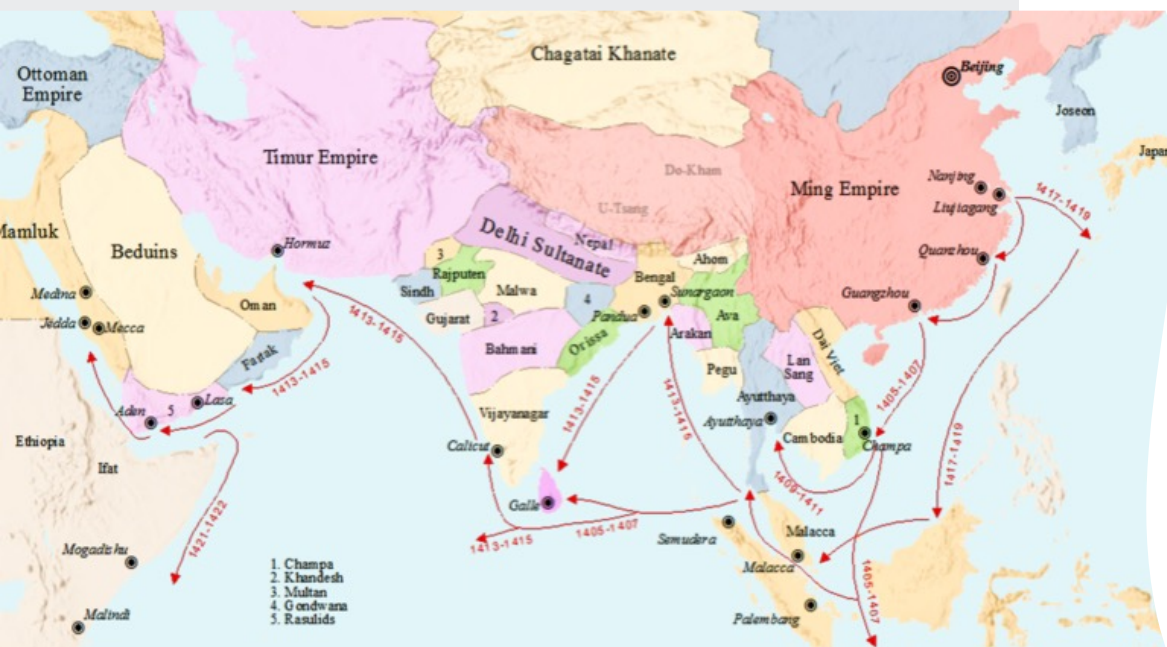 Ottoman
Empire
Chagatai Khanate
Beijing
Joseon
Japan
Timur Empire
Do-Kham
U-Tsang
Ming Empire
Nanjing
Liujiagang
1417-1419
Mamluk
Beduins
Hormuz
Delhi Sultanate
Nepal
Quanzhou
3
Rajputen
Sindh
Malwa
Bengal
Ahom
Sunargaon
Medina
Oman
Gujarat
2
4
Pandua
Ava
Guangzhou
Jedda
Mecca
1413-1415
Bahmani
Orissa
Arakan
Dai Viet
Fartak
1413-1415
Pegu
Lan
Sang
1405-1407
Lasa
5
Aden
Vijayanagar
1413-1415
1413-1415
Ayutthaya
Ayutthaya
1
Champa
Cambodia
Ethiopia
Ifat
Calicut
1417-1419
1409-1411
Galle
1421-1422
1413-1415
1405-1407
Semudera
Malacca
Mogadishu
Malacca
1405-1407
Malindi
Palembang
1. Champa
2. Khandesh
3. Multan
4. Gondwana
5. Rasulids